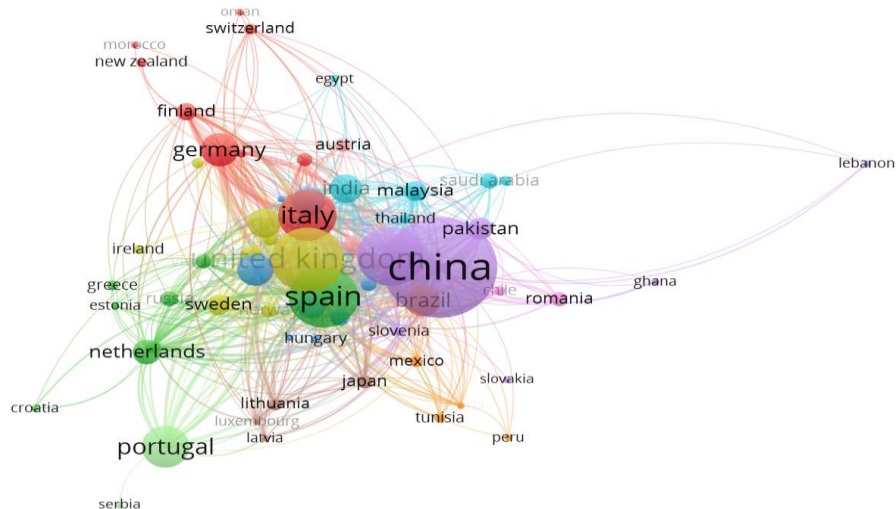 oman
switzerland
morocco
new zealand
egypt
finland
germany
austria
lebanon
india
malaysia
saudi arabia
italy
thailand
pakistan
ireland
united kingdom
china
greece
estonia
russia
sweden
norway
spain
brazil
chile
romania
ghana
hungary
slovenia
netherlands
mexico
japan
slovakia
croatia
lithuania
luxembourg
latvia
tunisia
peru
portugal
serbia